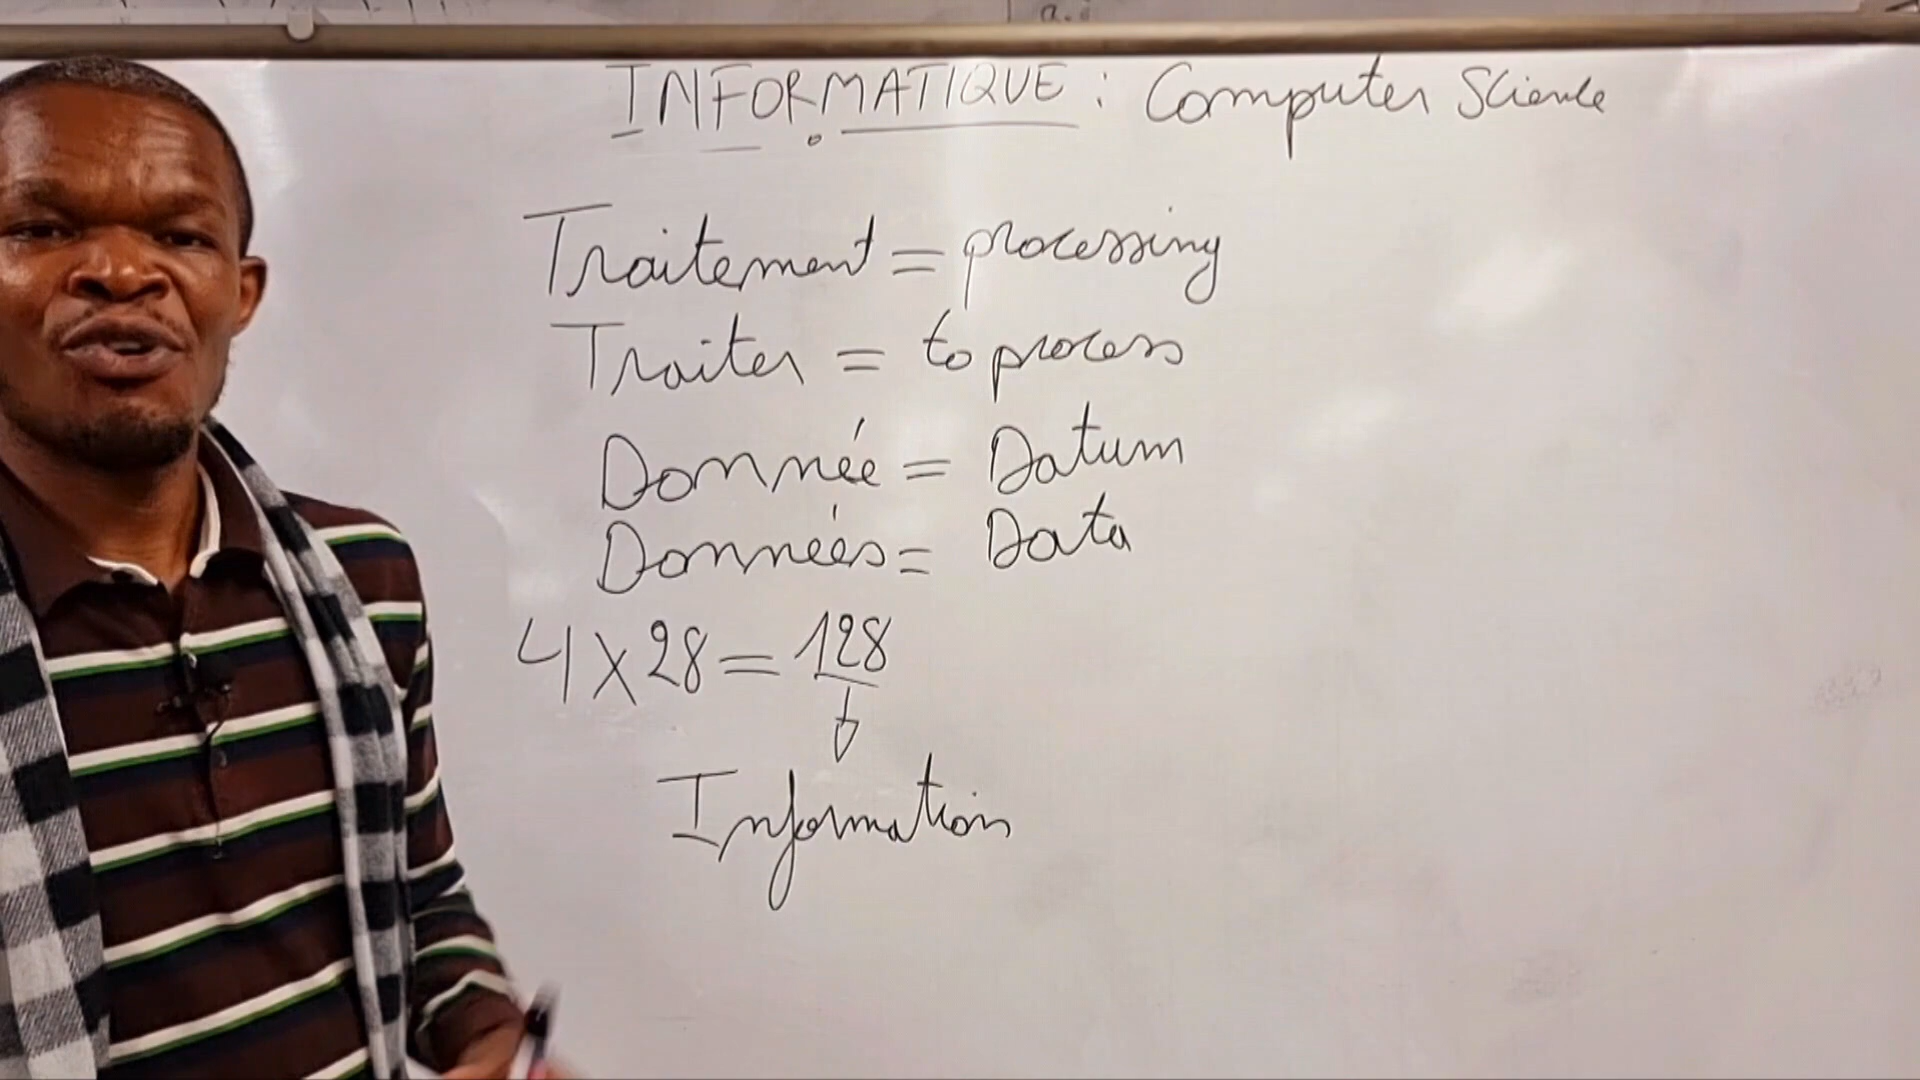 a.
INFORMATIQUE : Computer Science
Traitement = processing
Traiter = to process
Donnée = Datum
Données = Data
4 x 28 = 128
Information